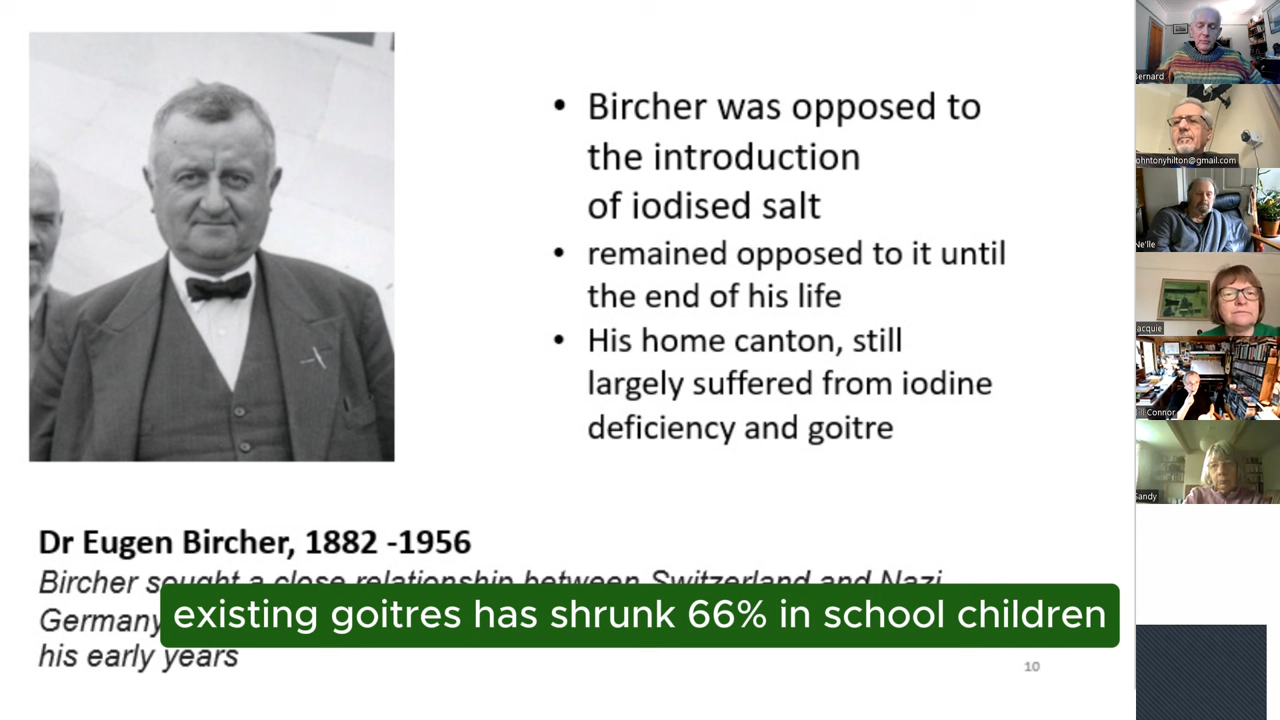 Bircher was opposed to
the introduction
of iodised salt
remained opposed to it until
the end of his life
His home canton, still
largely suffered from iodine
deficiency and goitre
Dr Eugen Bircher, 1882 -1956
Bircher sought a close relationship between Switzerland and Nazi
Germany
existing goitres has shrunk 66% in school children
his early years
10
Bernard
ohntonyhilton@gmail.com
Ne'lle
acquie
ill Connor
Sandy